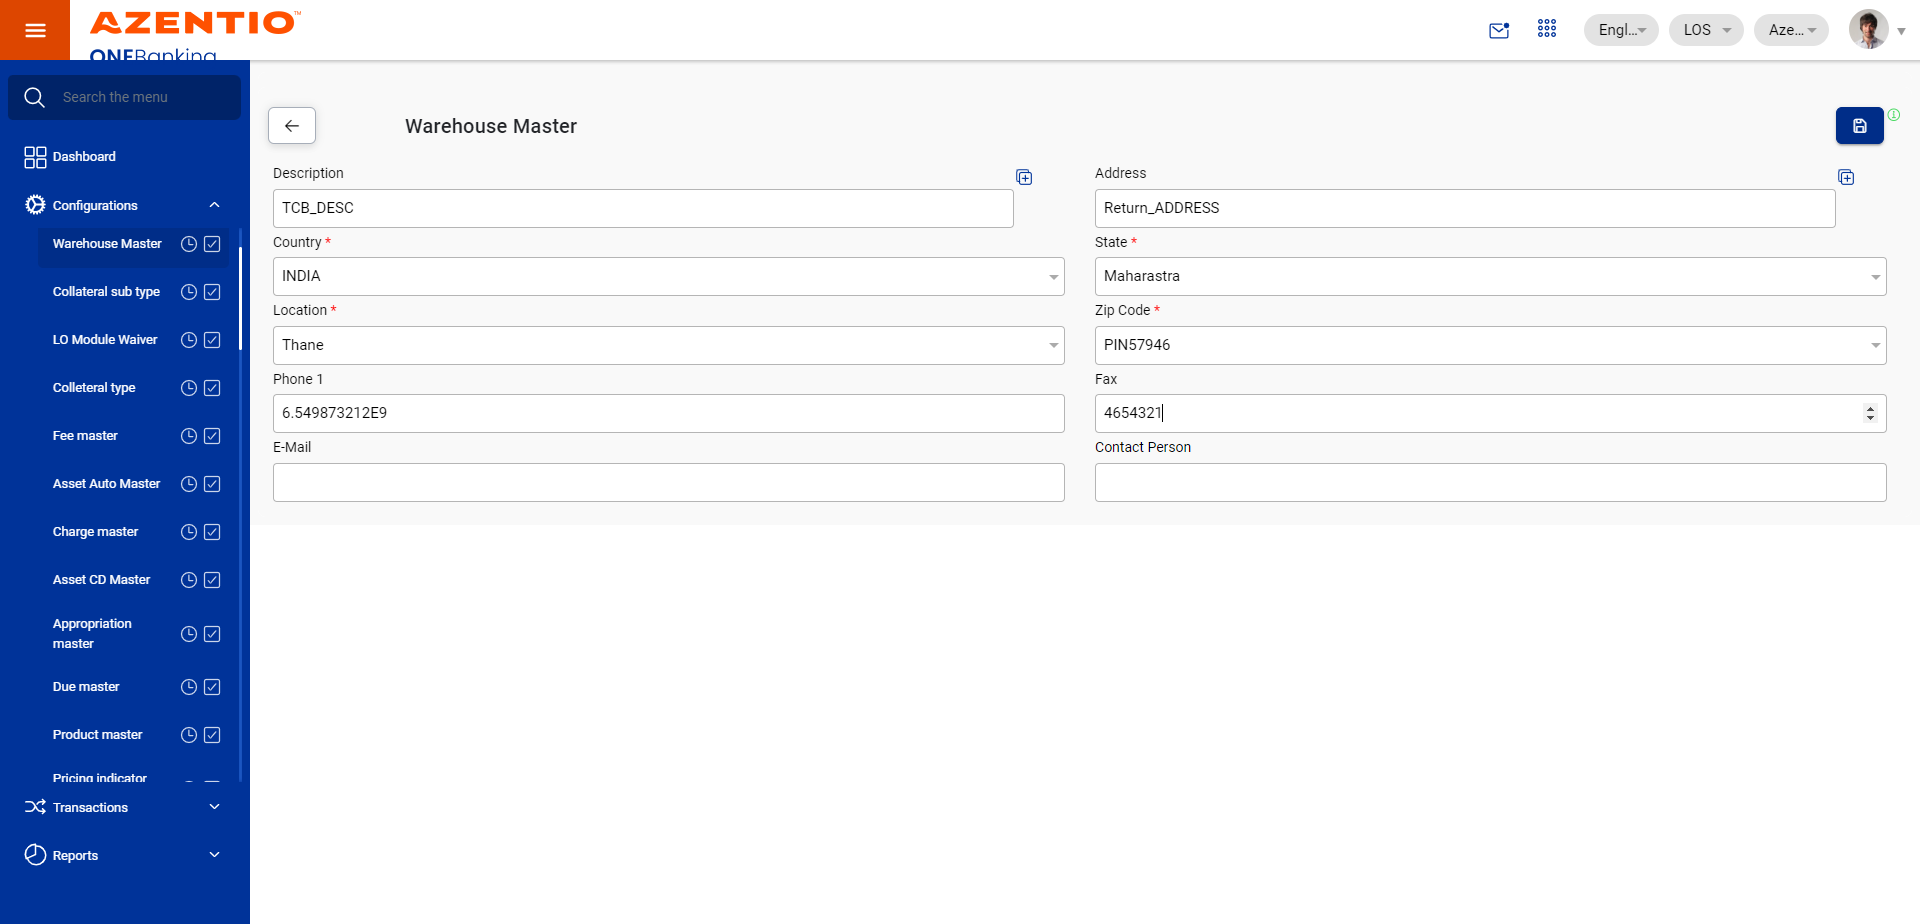 AZENTIO™
ONEBanking
Engl...
LOS
Aze...
Search the menu
Dashboard
Configurations
Warehouse Master
Collateral sub type
LO Module Waiver
Colleteral type
Fee master
Asset Auto Master
Charge master
Asset CD Master
Appropriation
master
Due master
Product master
Pricing indicator
Transactions
Reports
Warehouse Master
Description
TCB_DESC
Address
Return_ADDRESS
Country *
INDIA
State *
Maharastra
Location *
Thane
Zip Code *
PIN57946
Phone 1
6.549873212E9
Fax
4654321
E-Mail
Contact Person